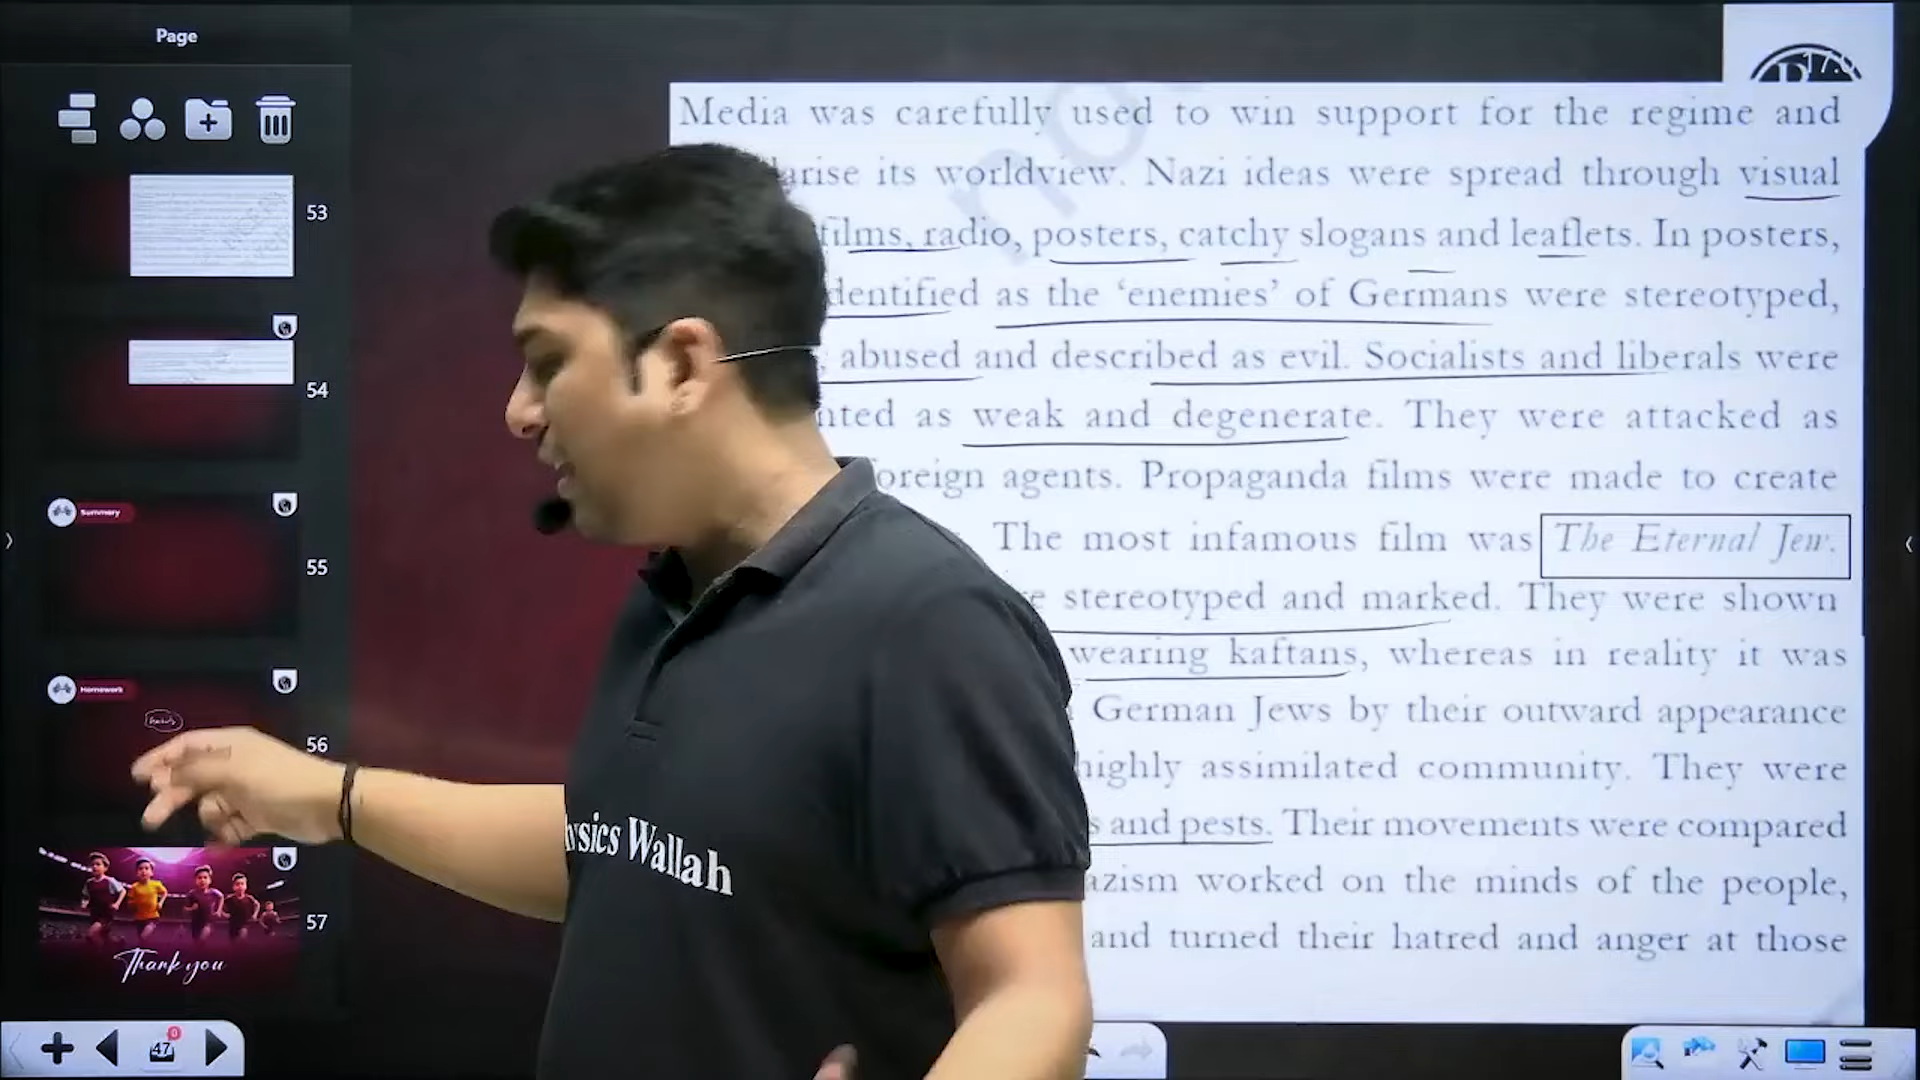 Page
53
54
Summary
55
Homework
56
57
Thank you
47
0
Media was carefully used to win support for the regime and
arise its worldview. Nazi ideas were spread through visual
films, radio, posters, catchy slogans and leaflets. In posters,
dentified as the ‘enemies’ of Germans were stereotyped,
abused and described as evil. Socialists and liberals were
nted as weak and degenerate. They were attacked as
oreign agents. Propaganda films were made to create
The most infamous film was The Eternal Jew.
e stereotyped and marked. They were shown
wearing kaftans, whereas in reality it was
German Jews by their outward appearance
highly assimilated community. They were
s and pests. Their movements were compared
azism worked on the minds of the people,
and turned their hatred and anger at those
ysics Wallah